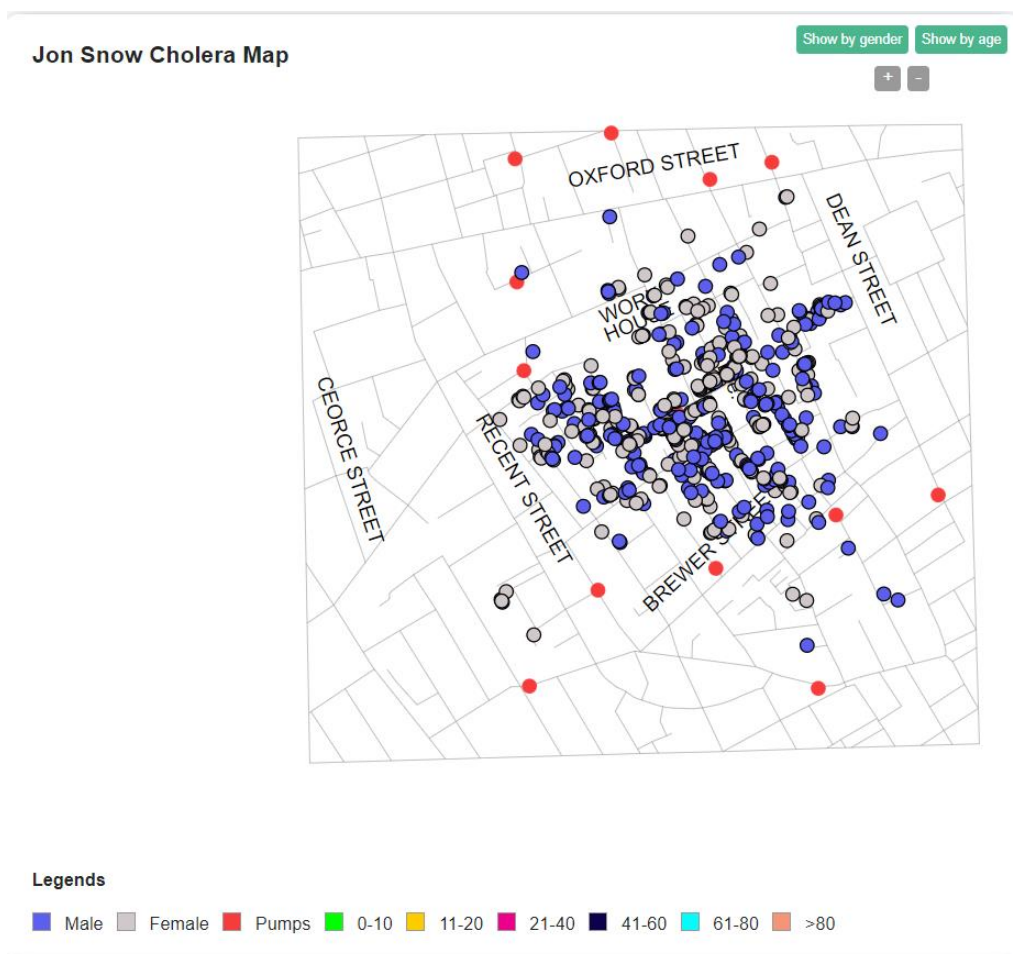 Jon Snow Cholera Map
Show by gender
Show by age
+
-
OXFORD STREET
DEAN STREET
WORK
HOUSE
CEORCE STREET
RECENT STREET
BREWER STREET
Legends
Male
Female
Pumps
0-10
11-20
21-40
41-60
61-80
>80